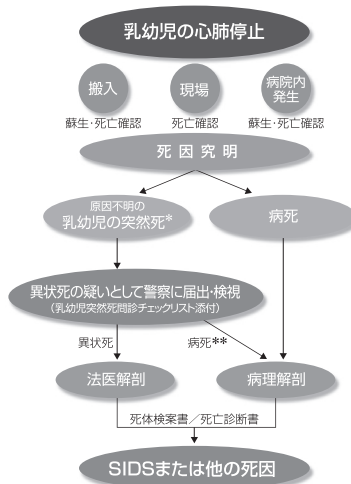 乳幼児の心肺停止
搬入
現場
病院内
発生
蘇生・死亡確認
死亡確認
蘇生・死亡確認
死 因 究 明
原因不明の
乳幼児の突然死*
病死
異状死の疑いとして警察に届出・検視
(乳幼児突然死問診チェックリスト添付)
異状死
病死**
法医解剖
病理解剖
死体検案書/死亡診断書
SIDSまたは他の死因